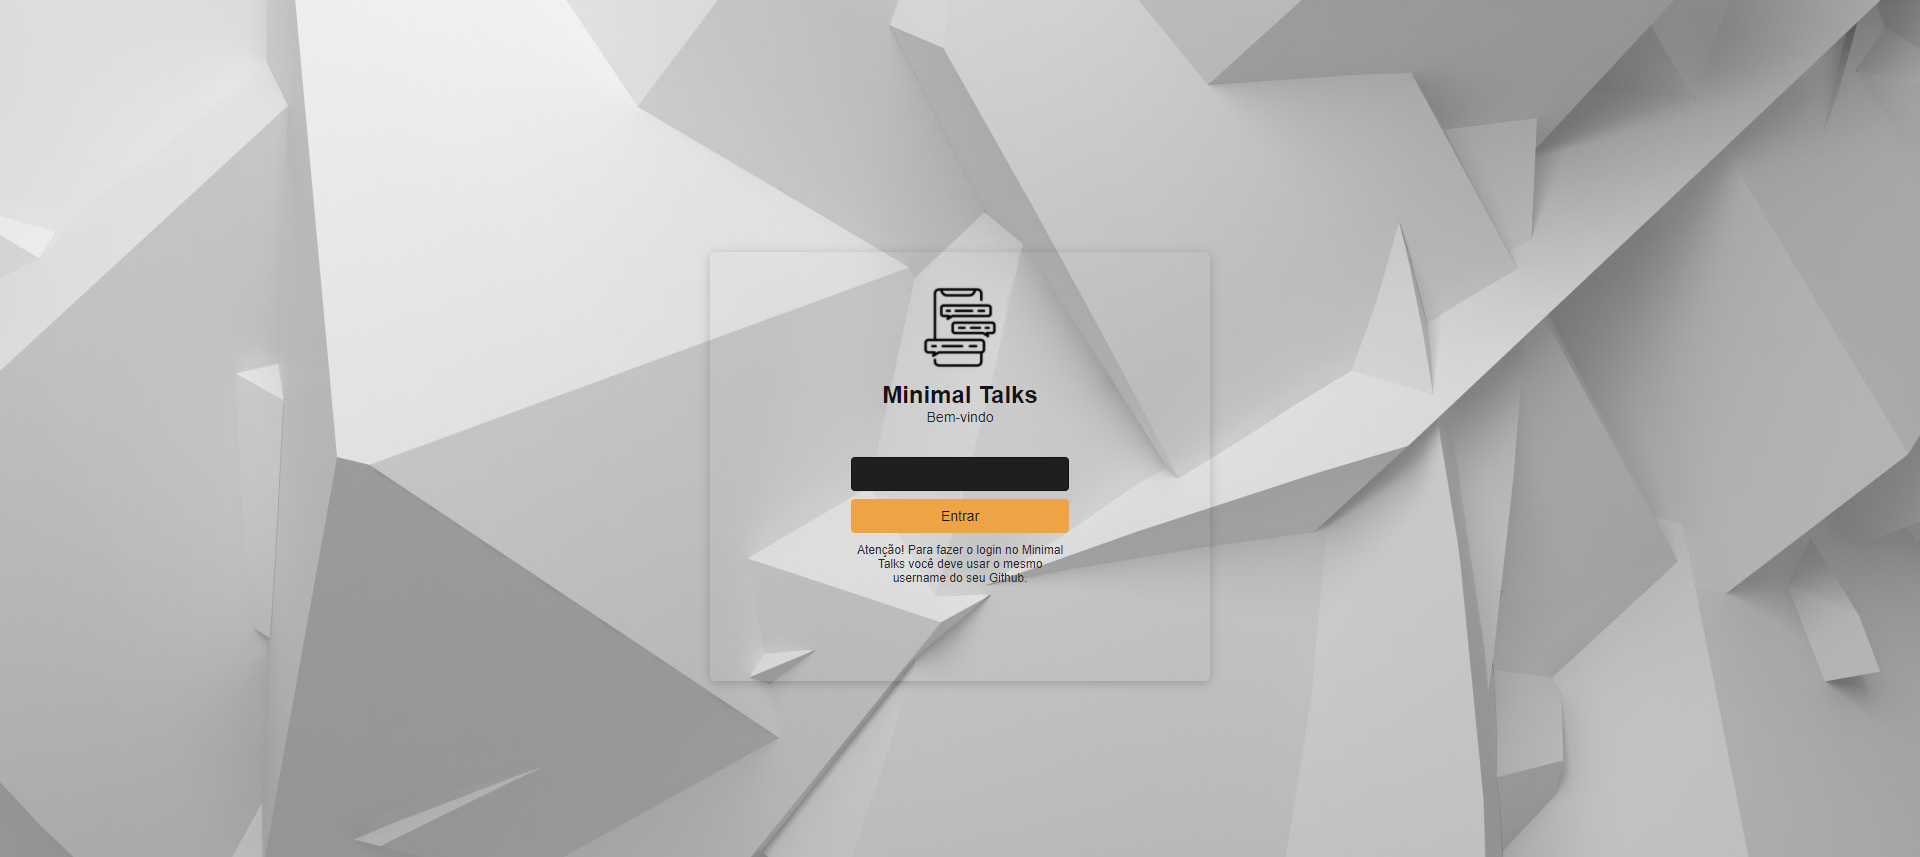 Minimal Talks
Bem-vindo
Entrar
Atenção! Para fazer o login no Minimal
Talks você deve usar o mesmo
username do seu Github.